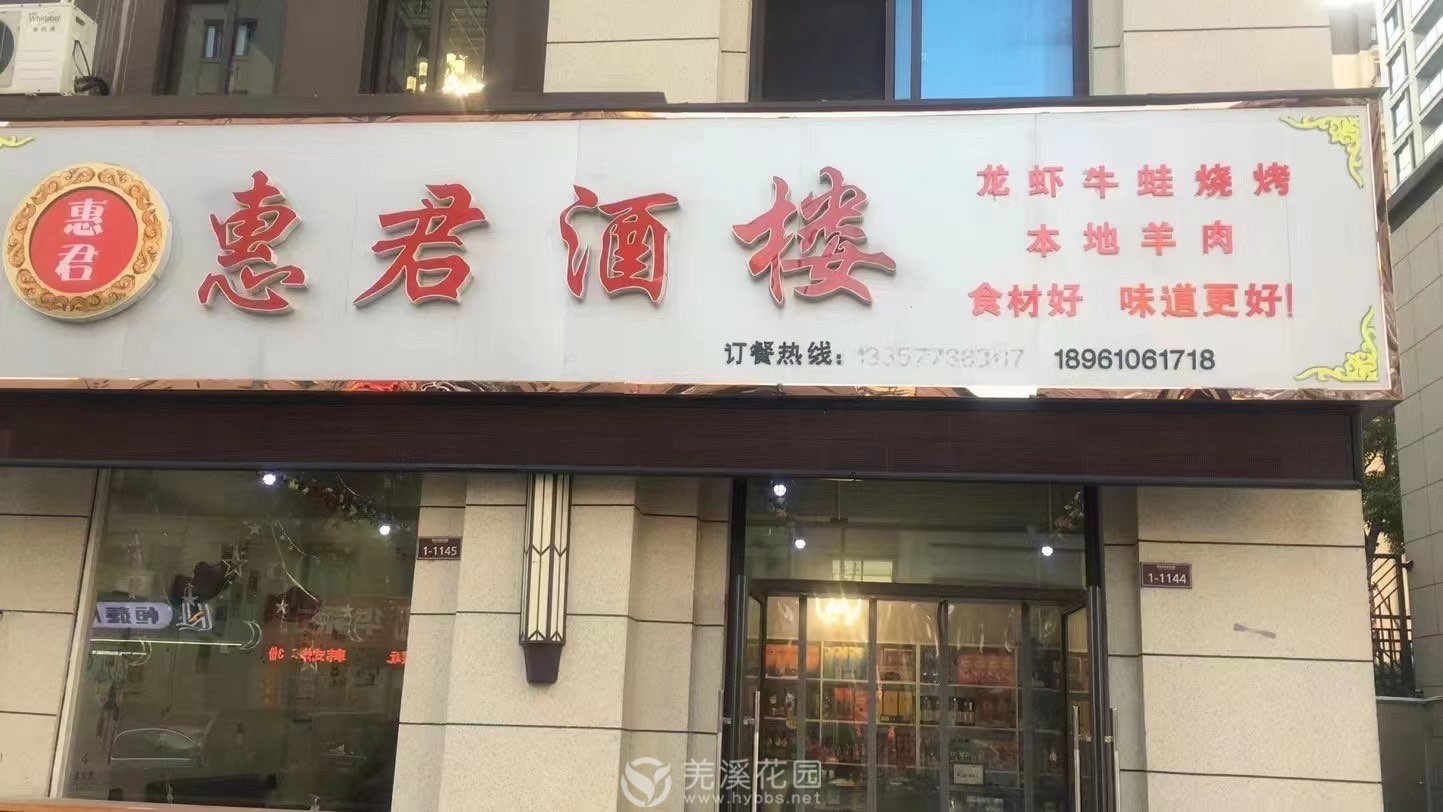 Whirlpool
惠君
惠君酒楼
龙虾牛蛙烧烤
本地羊肉
食材好 味道更好!
订餐热线: 18961061718
1-1145
1-1144
羌溪花园
www.hybbs.net